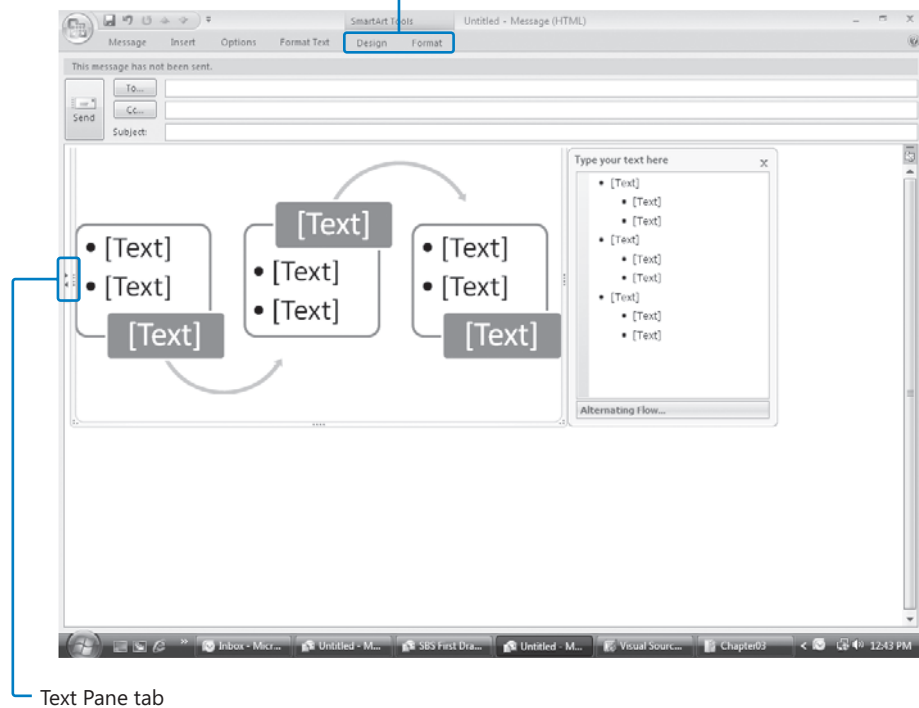 SmartArt Tools Untitled - Message (HTML)
Message Insert Options Format Text Design Format
This message has not been sent.
To...
Send
Cc...
Subject:
Type your text here x
• [Text]
• [Text]
• [Text]
• [Text]
• [Text]
• [Text]
• [Text]
• [Text]
• [Text]
Alternating Flow...
• [Text]
• [Text]
[Text]
[Text]
• [Text]
• [Text]
• [Text]
• [Text]
[Text]
Inbox - Micr... Untitled - M... SBS First Dra... Untitled - M... Visual Sourc... Chapter03 12:43 PM
Text Pane tab